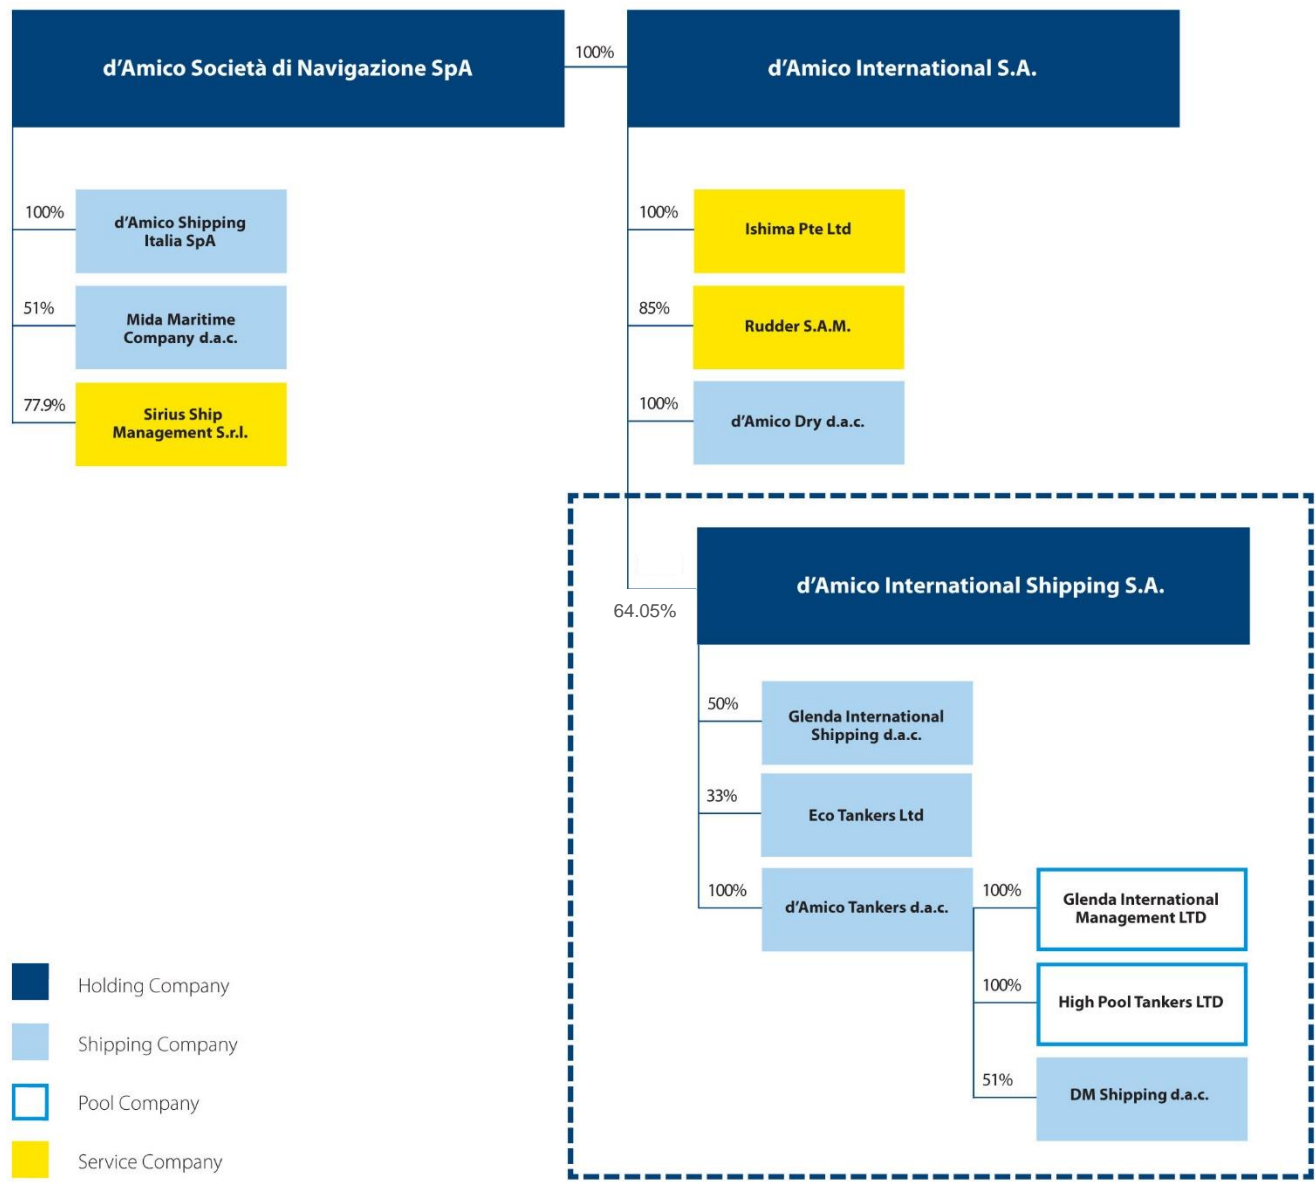 d'Amico Società di Navigazione SpA
100%
d'Amico International S.A.
100%
d'Amico Shipping
Italia SpA
51%
Mida Maritime
Company d.a.c.
77.9%
Sirius Ship
Management S.r.l.
100%
Ishima Pte Ltd
85%
Rudder S.A.M.
100%
d'Amico Dry d.a.c.
64.05%
d'Amico International Shipping S.A.
50%
Glenda International
Shipping d.a.c.
33%
Eco Tankers Ltd
100%
d'Amico Tankers d.a.c.
100%
Glenda International
Management LTD
100%
High Pool Tankers LTD
51%
DM Shipping d.a.c.
Holding Company
Shipping Company
Pool Company
Service Company